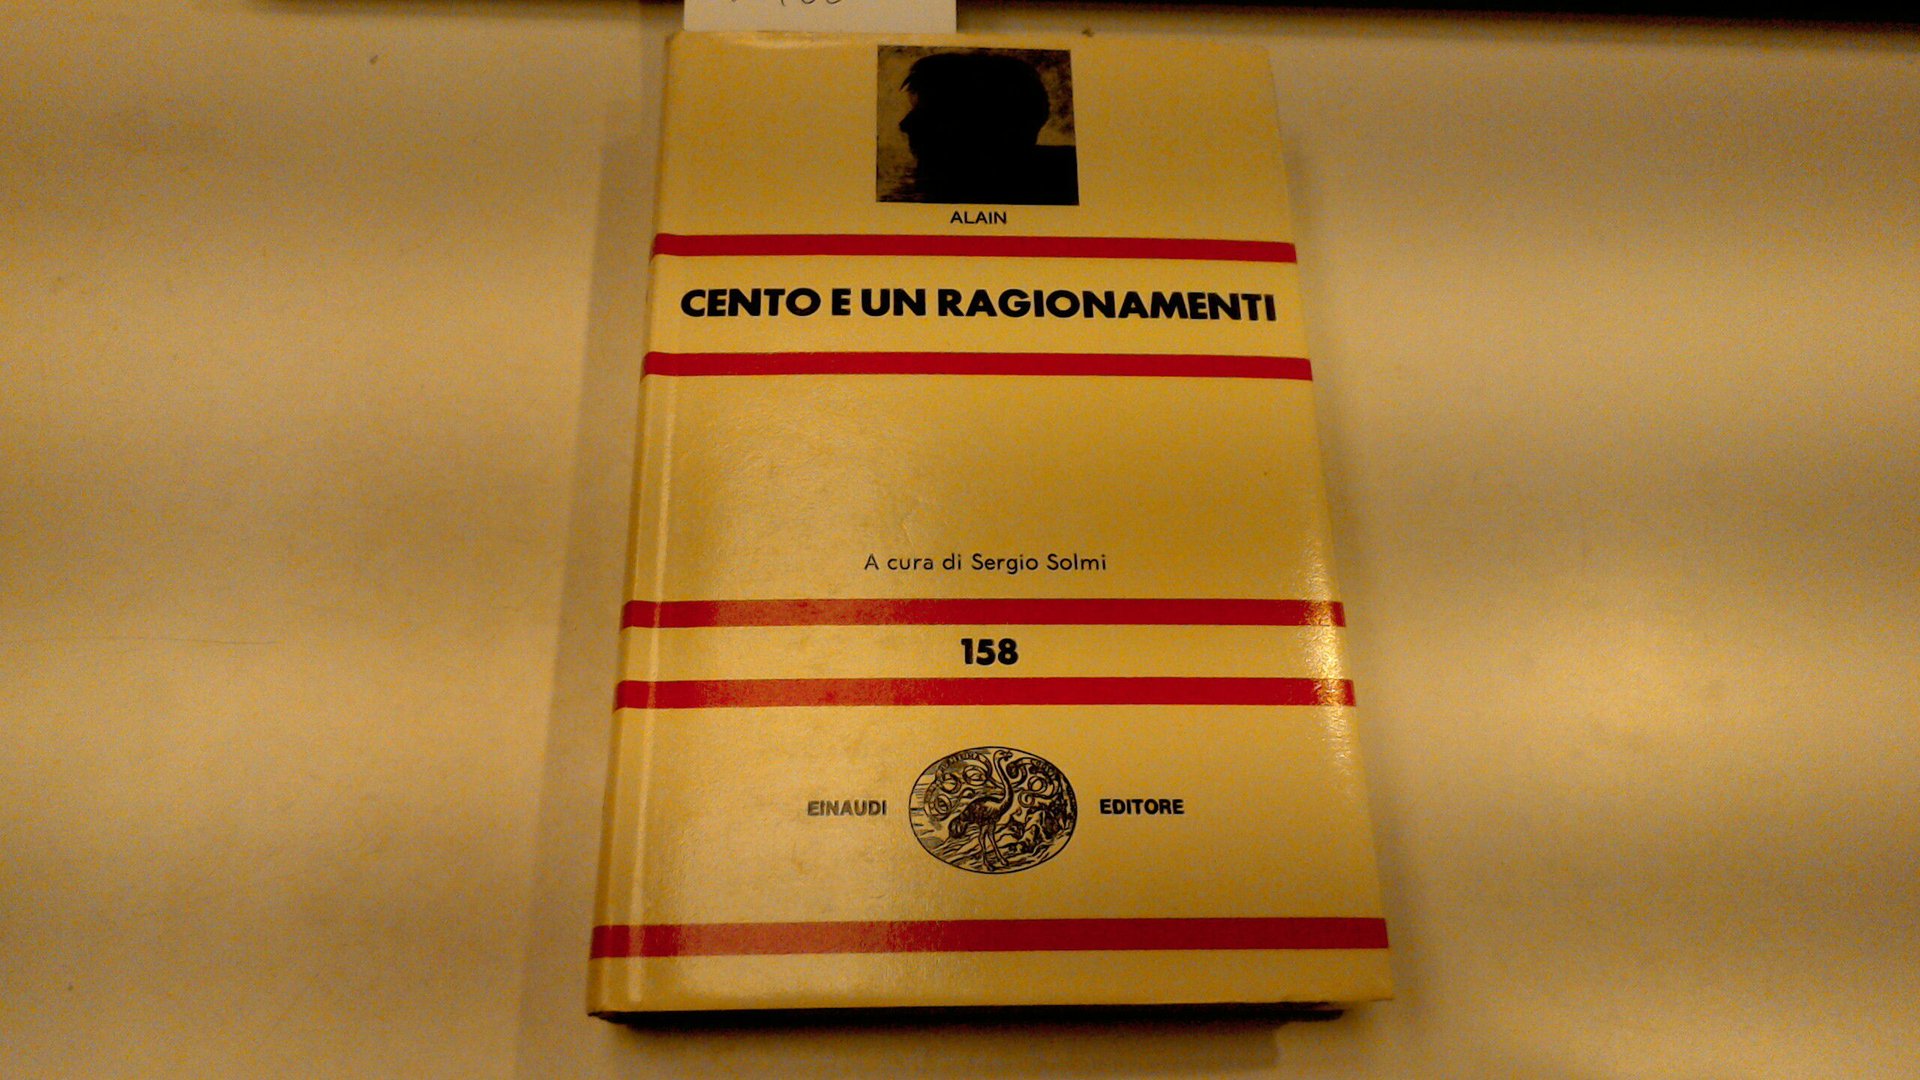 ALAIN
CENTO E UN RAGIONAMENTI
A cura di Sergio Solmi
158
EINAUDI EDITORE